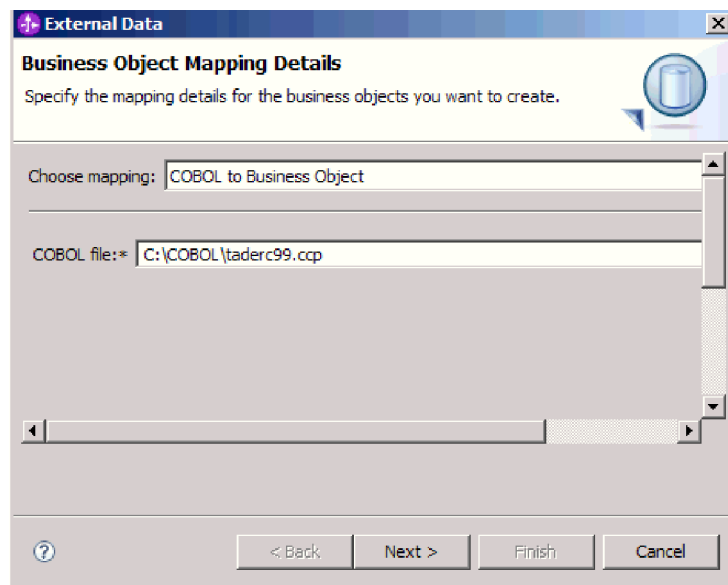 External Data
Business Object Mapping Details
Specify the mapping details for the business objects you want to create.
Choose mapping: COBOL to Business Object
COBOL file:* C:\COBOL\taderc99.ccp
< Back Next > Finish Cancel